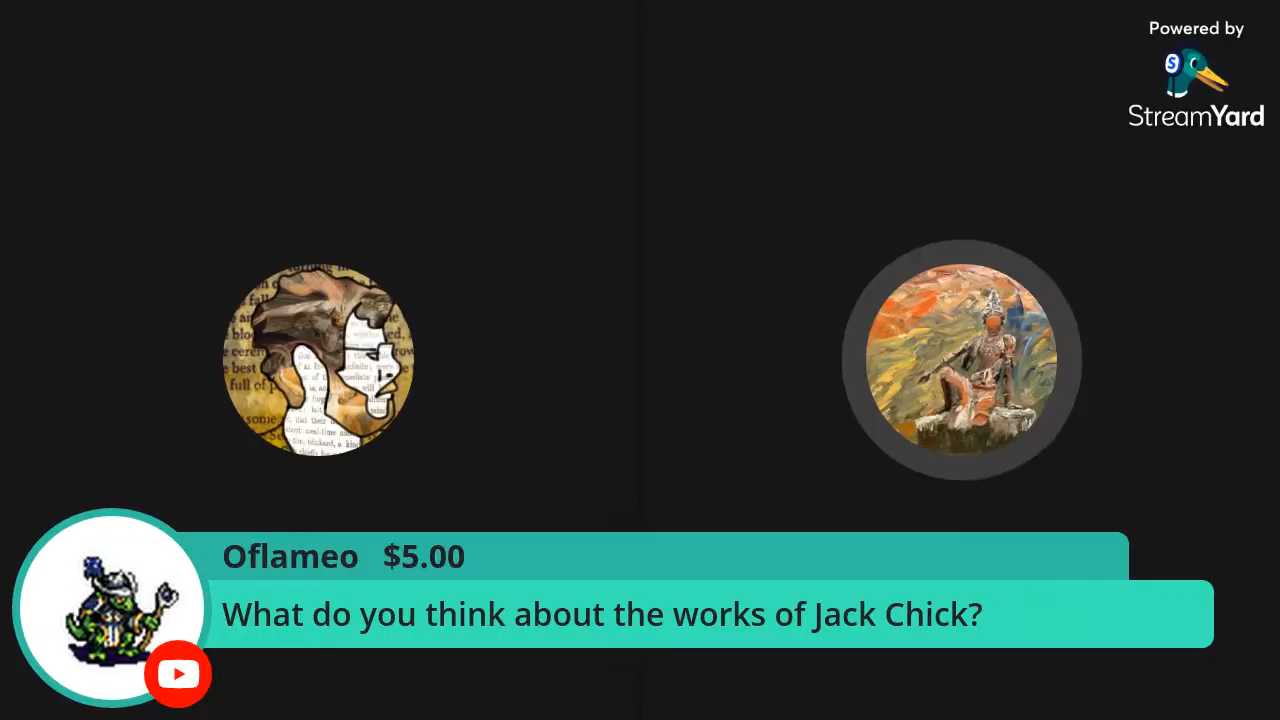 Powered by
S
StreamYard
Oflameo $5.00
What do you think about the works of Jack Chick?